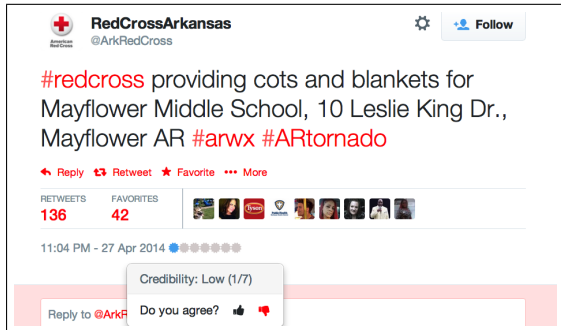 RedCrossArkansas
@ArkRedCross
American
Red Cross
Follow
#redcross providing cots and blankets for
Mayflower Middle School, 10 Leslie King Dr.,
Mayflower AR #arwx #ARtornado
Reply Retweet Favorite More
RETWEETS FAVORITES
136 42
Tyson
11:04 PM - 27 Apr 2014
Credibility: Low (1/7)
Do you agree?
Reply to @ArkR